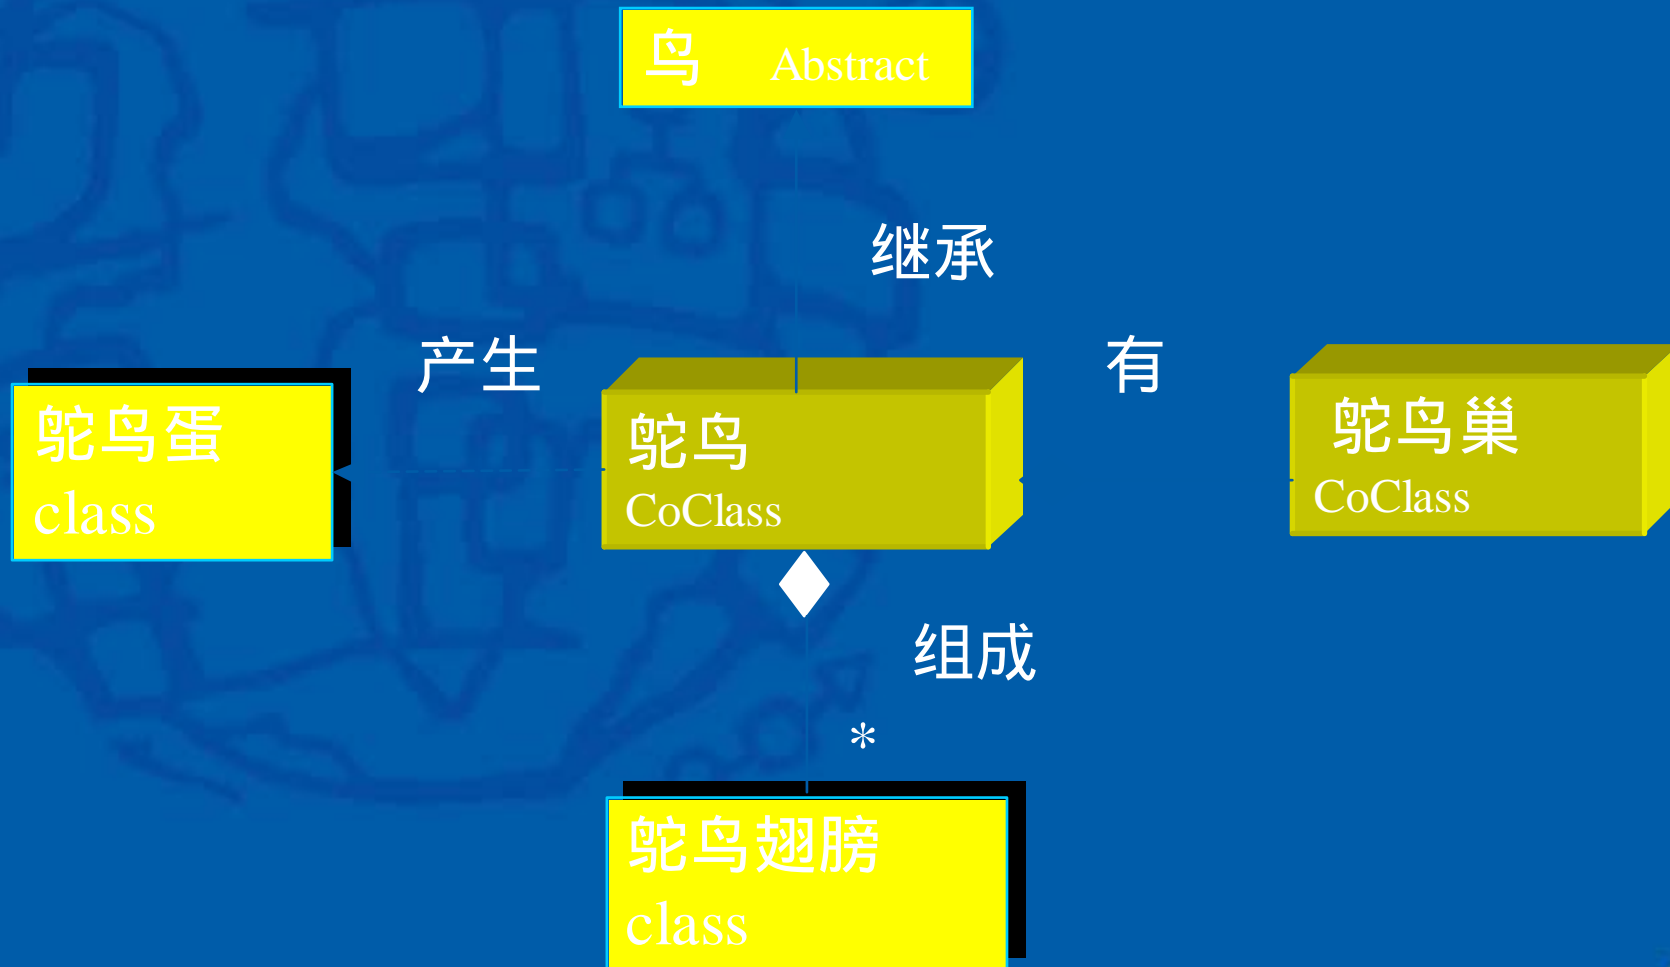 鸟 Abstract
继承
产生
有
鸵鸟蛋
class
鸵鸟
CoClass
鸵鸟巢
CoClass
组成
*
鸵鸟翅膀
class